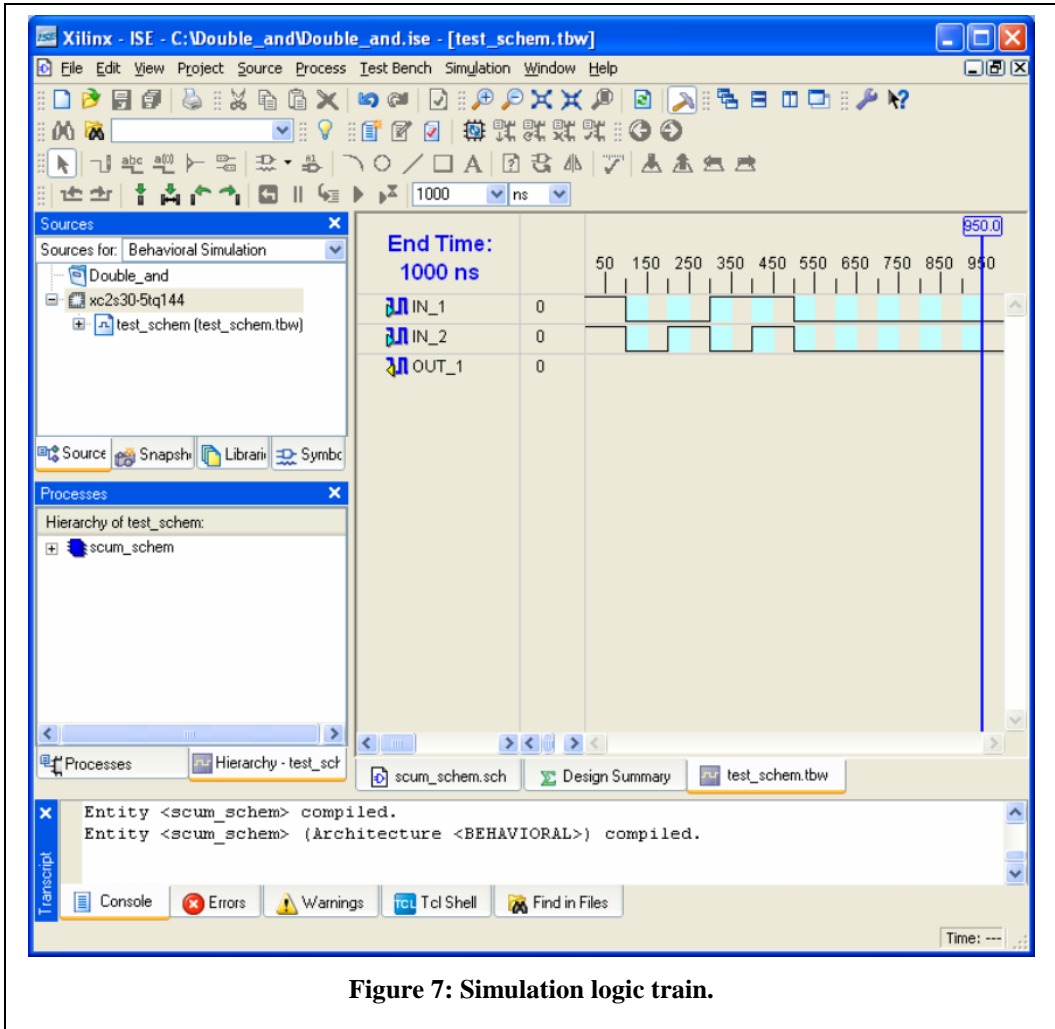 Xilinx - ISE - C:\Double_and\Double_and.ise - [test_schem.tbw]
File Edit View Project Source Process Test Bench Simulation Window Help
1000 ns
Sources
Sources for: Behavioral Simulation
Double_and
xc2s30-5tq144
test_schem (test_schem.tbw)
Source Snapsh Librari Symbc
Processes
Hierarchy of test_schem:
scum_schem
Processes Hierarchy - test_sch
End Time:
1000 ns
950.0
50 150 250 350 450 550 650 750 850 950
IN_1 0
IN_2 0
OUT_1 0
scum_schem.sch Design Summary test_schem.tbw
Transcript
Entity <scum_schem> compiled.
Entity <scum_schem> (Architecture <BEHAVIORAL>) compiled.
Console Errors Warnings Tcl Shell Find in Files
Time: ---
Figure 7: Simulation logic train.